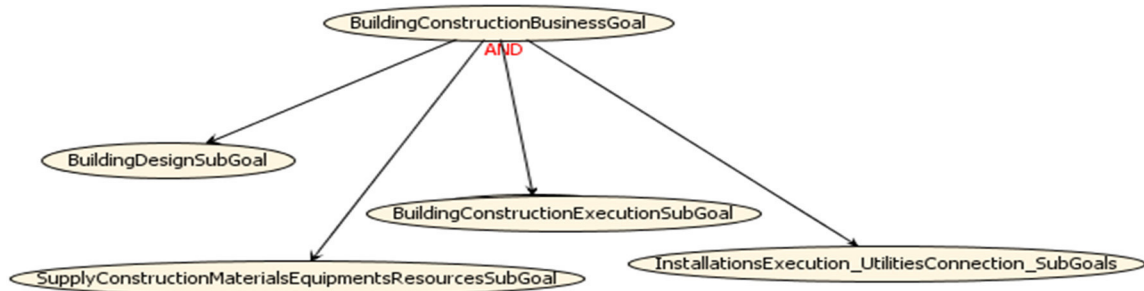 BuildingConstructionBusinessGoal
AND
BuildingDesignSubGoal
BuildingConstructionExecutionSubGoal
InstallationsExecution_UtilitiesConnection_SubGoals
SupplyConstructionMaterialsEquipmentsResourcesSubGoal